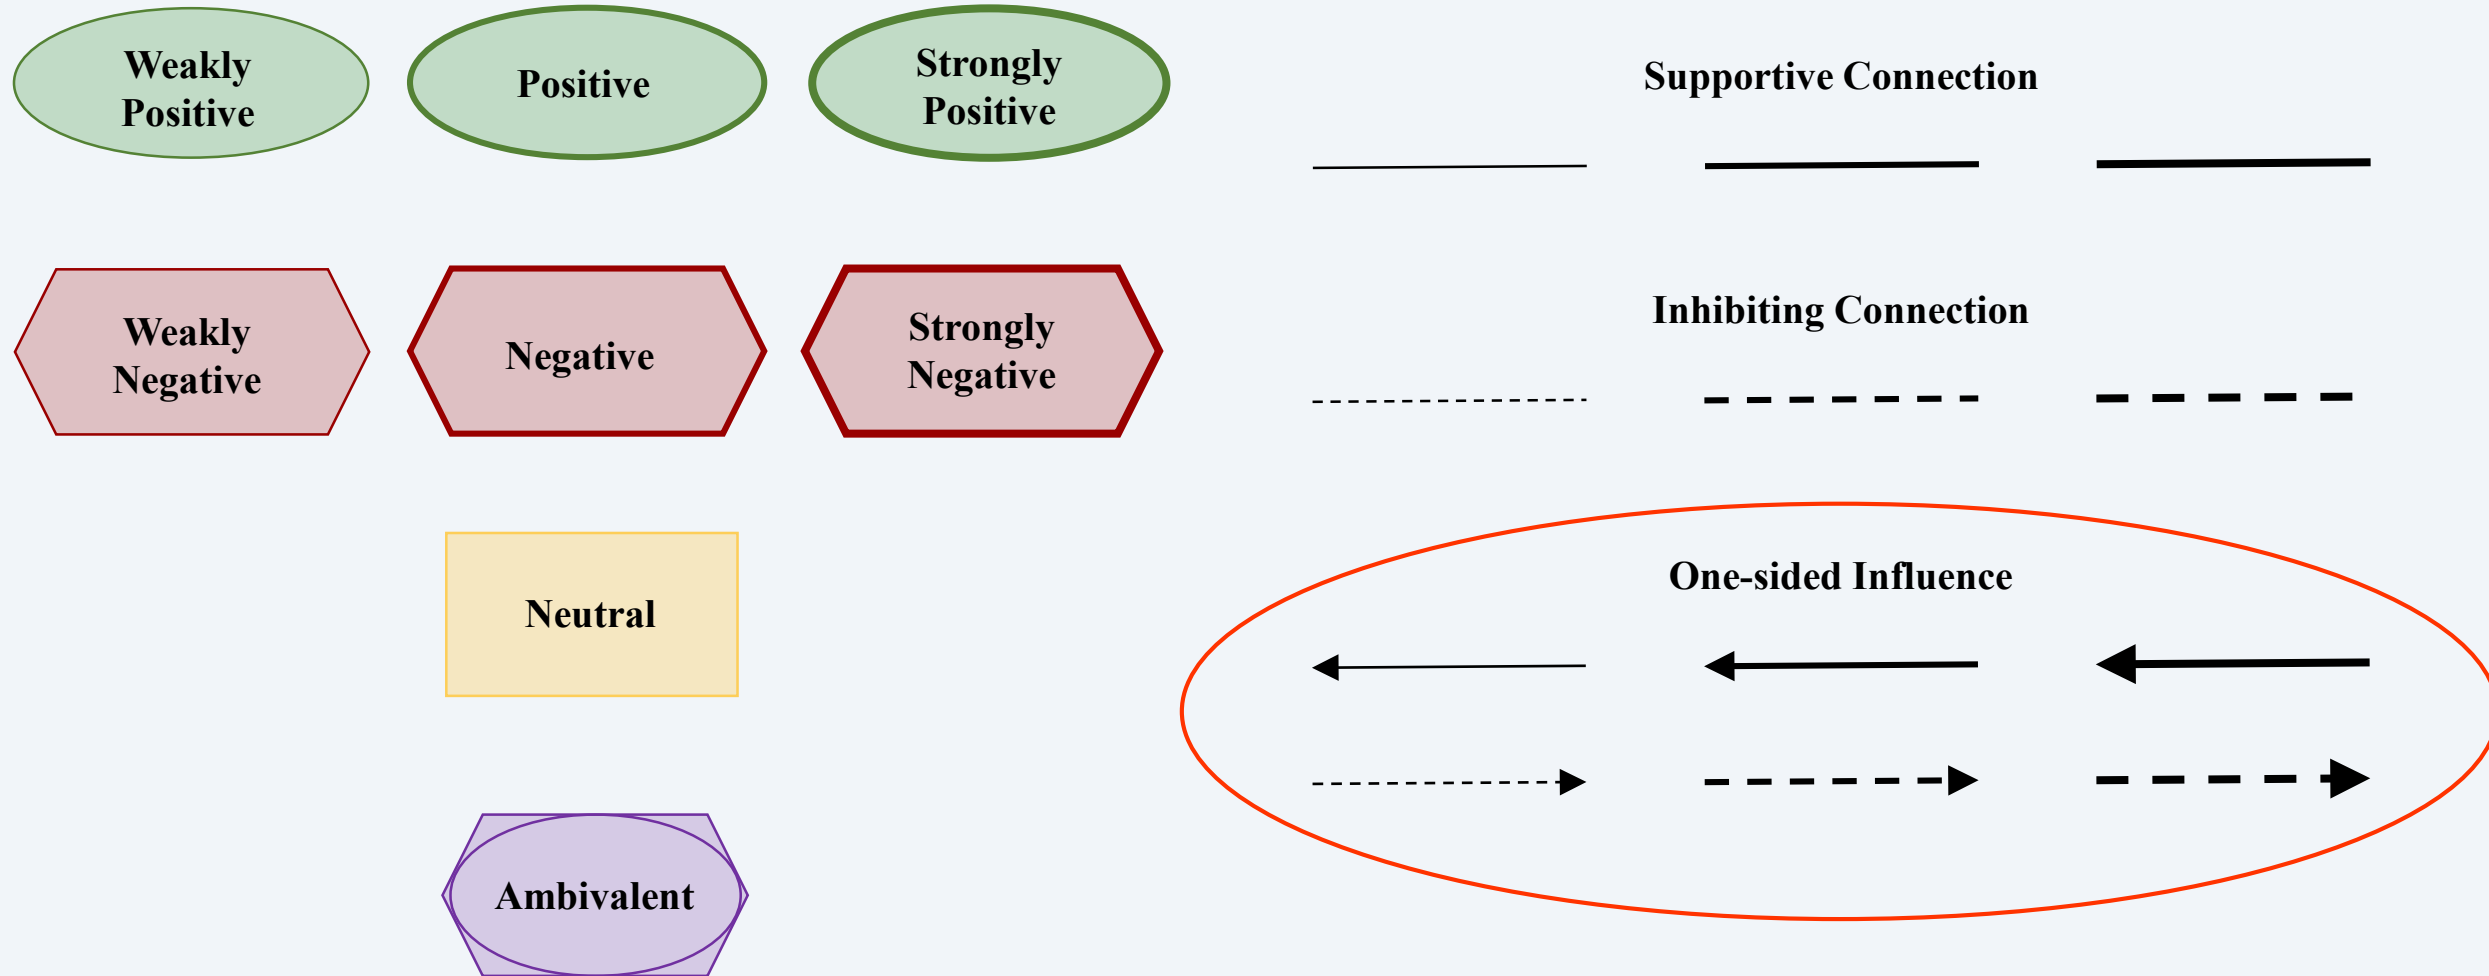 Weakly
Positive
Positive
Strongly
Positive
Supportive Connection
Weakly
Negative
Negative
Strongly
Negative
Inhibiting Connection
Neutral
One-sided Influence
Ambivalent